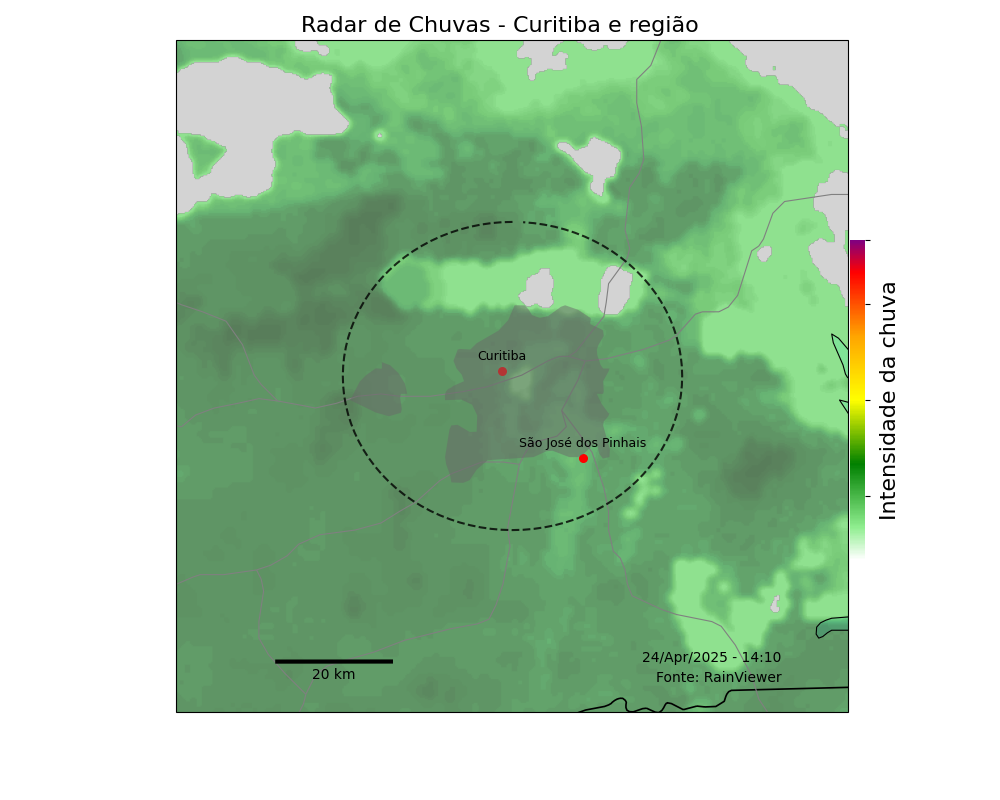 Radar de Chuvas - Curitiba e região
Curitiba
São José dos Pinhais
Intensidade da chuva
24/Apr/2025 - 14:10
20 km
Fonte: RainViewer